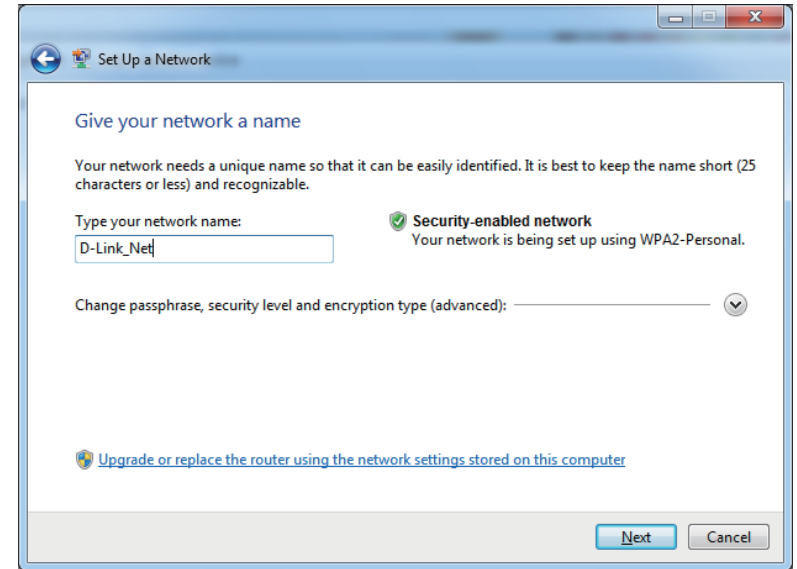 Set Up a Network
Give your network a name
Your network needs a unique name so that it can be easily identified. It is best to keep the name short (25
characters or less) and recognizable.
Type your network name:
Security-enabled network
D-Link_Net
Your network is being set up using WPA2-Personal.
Change passphrase, security level and encryption type (advanced):
Upgrade or replace the router using the network settings stored on this computer
Next
Cancel